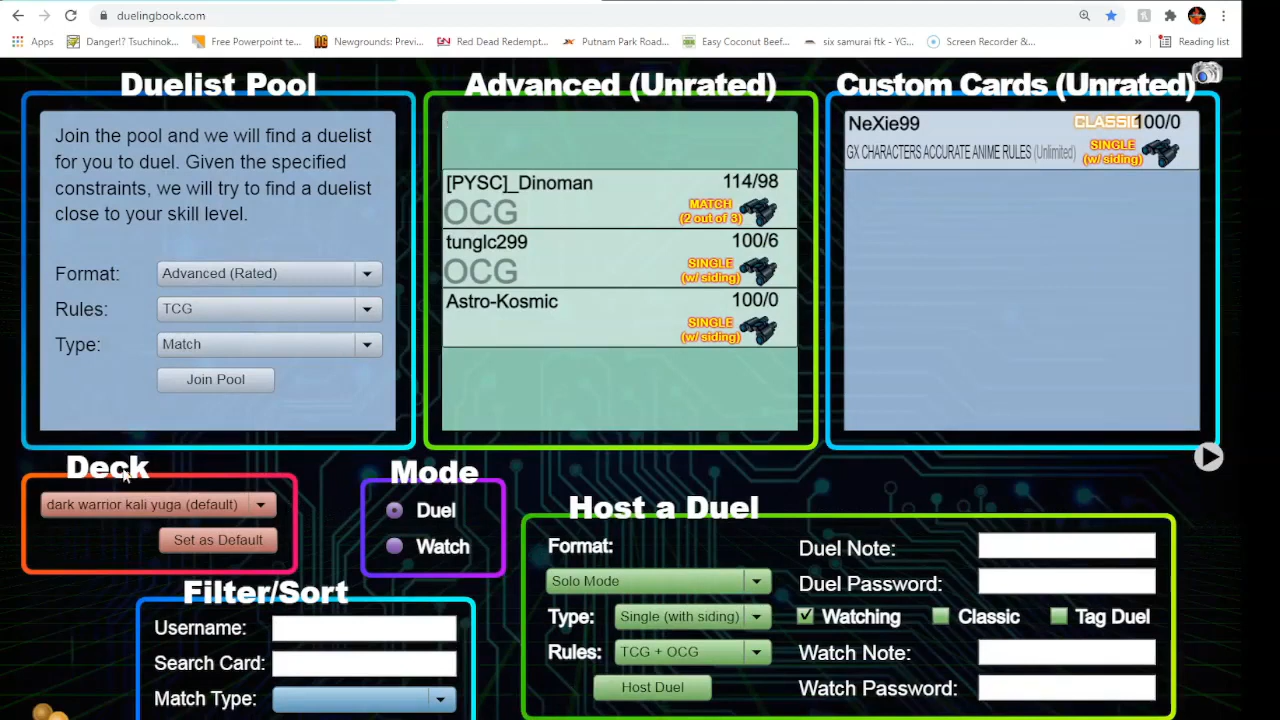 duelingbook.com
Apps
Danger!? Tsuchinok...
Free Powerpoint te...
Newgrounds: Previ...
Red Dead Redempt...
Putnam Park Road...
Easy Coconut Beef...
six samurai ftk - YG...
Screen Recorder &...
»
Reading list
Duelist Pool
Join the pool and we will find a duelist
for you to duel. Given the specified
constraints, we will try to find a duelist
close to your skill level.
Format: Advanced (Rated)
Rules: TCG
Type: Match
Join Pool
Advanced (Unrated)
[PYSC]_Dinoman 114/98
OCG MATCH
(2 out of 3)
tunglc299 100/6
OCG SINGLE
(w/ siding)
Astro-Kosmic 100/0
SINGLE
(w/ siding)
Custom Cards (Unrated)
NeXie99 CLASSIC 100/0
GX CHARACTERS ACCURATE ANIME RULES (Unlimited) SINGLE
(w/ siding)
Deck
dark warrior kali yuga (default)
Set as Default
Mode
Duel
Watch
Filter/Sort
Username:
Search Card:
Match Type:
Host a Duel
Format:
Solo Mode
Type: Single (with siding)
Rules: TCG + OCG
Host Duel
Duel Note:
Duel Password:
Watching Classic Tag Duel
Watch Note:
Watch Password: